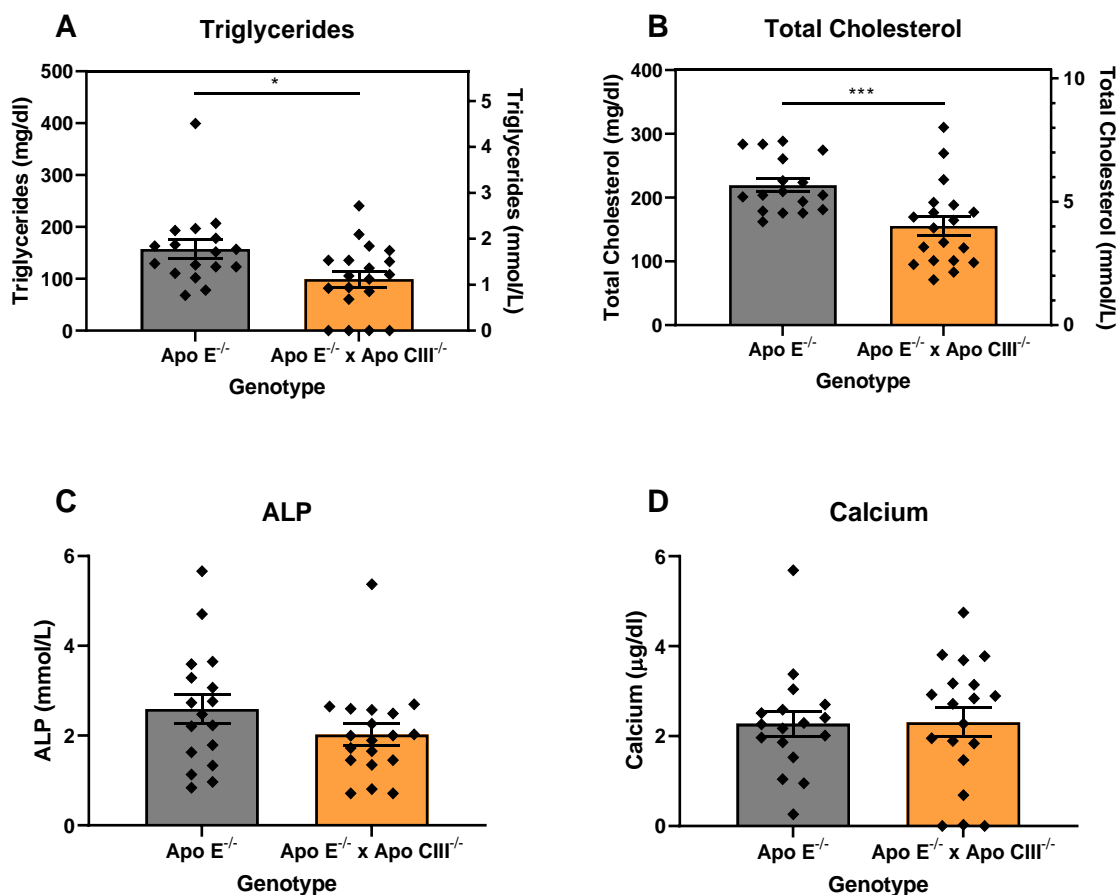 A
Triglycerides
500
400
300
200
100
0
Triglycerides (mg/dl)
*
5
4
3
2
1
0
Triglycerides (mmol/L)
Apo E-/-
Apo E-/- x Apo CIII-/-
Genotype
B
Total Cholesterol
400
300
200
100
0
Total Cholesterol (mg/dl)
***
10
5
0
Total Cholesterol (mmol/L)
Apo E-/-
Apo E-/- x Apo CIII-/-
Genotype
C
ALP
6
4
2
0
ALP (mmol/L)
Apo E-/-
Apo E-/- x Apo CIII-/-
Genotype
D
Calcium
6
4
2
0
Calcium (µg/dl)
Apo E-/-
Apo E-/- x Apo CIII-/-
Genotype